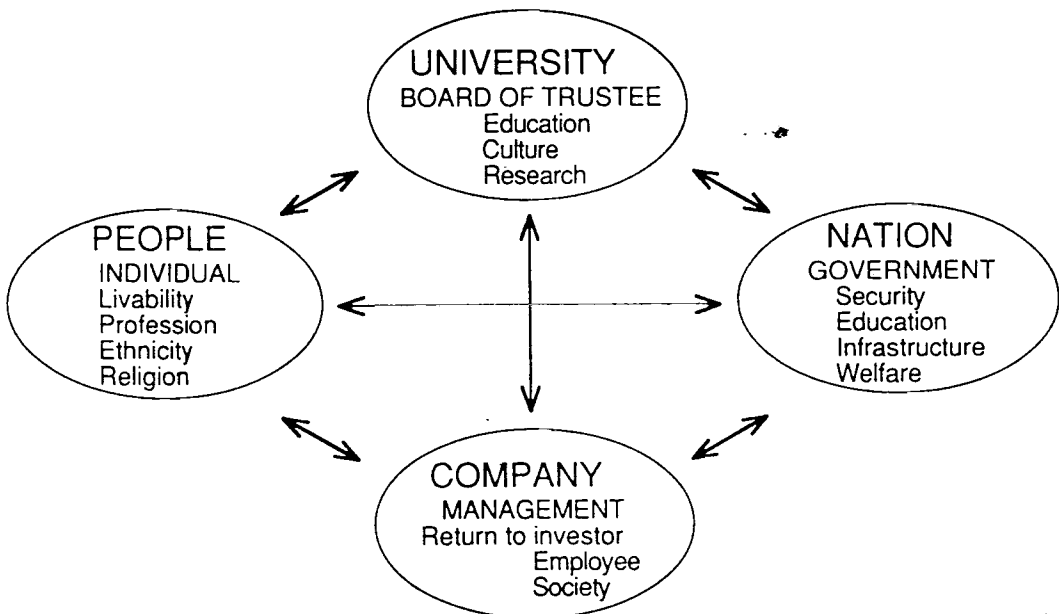 UNIVERSITY
BOARD OF TRUSTEE
Education
Culture
Research
PEOPLE
INDIVIDUAL
Livability
Profession
Ethnicity
Religion
NATION
GOVERNMENT
Security
Education
Infrastructure
Welfare
COMPANY
MANAGEMENT
Return to investor
Employee
Society